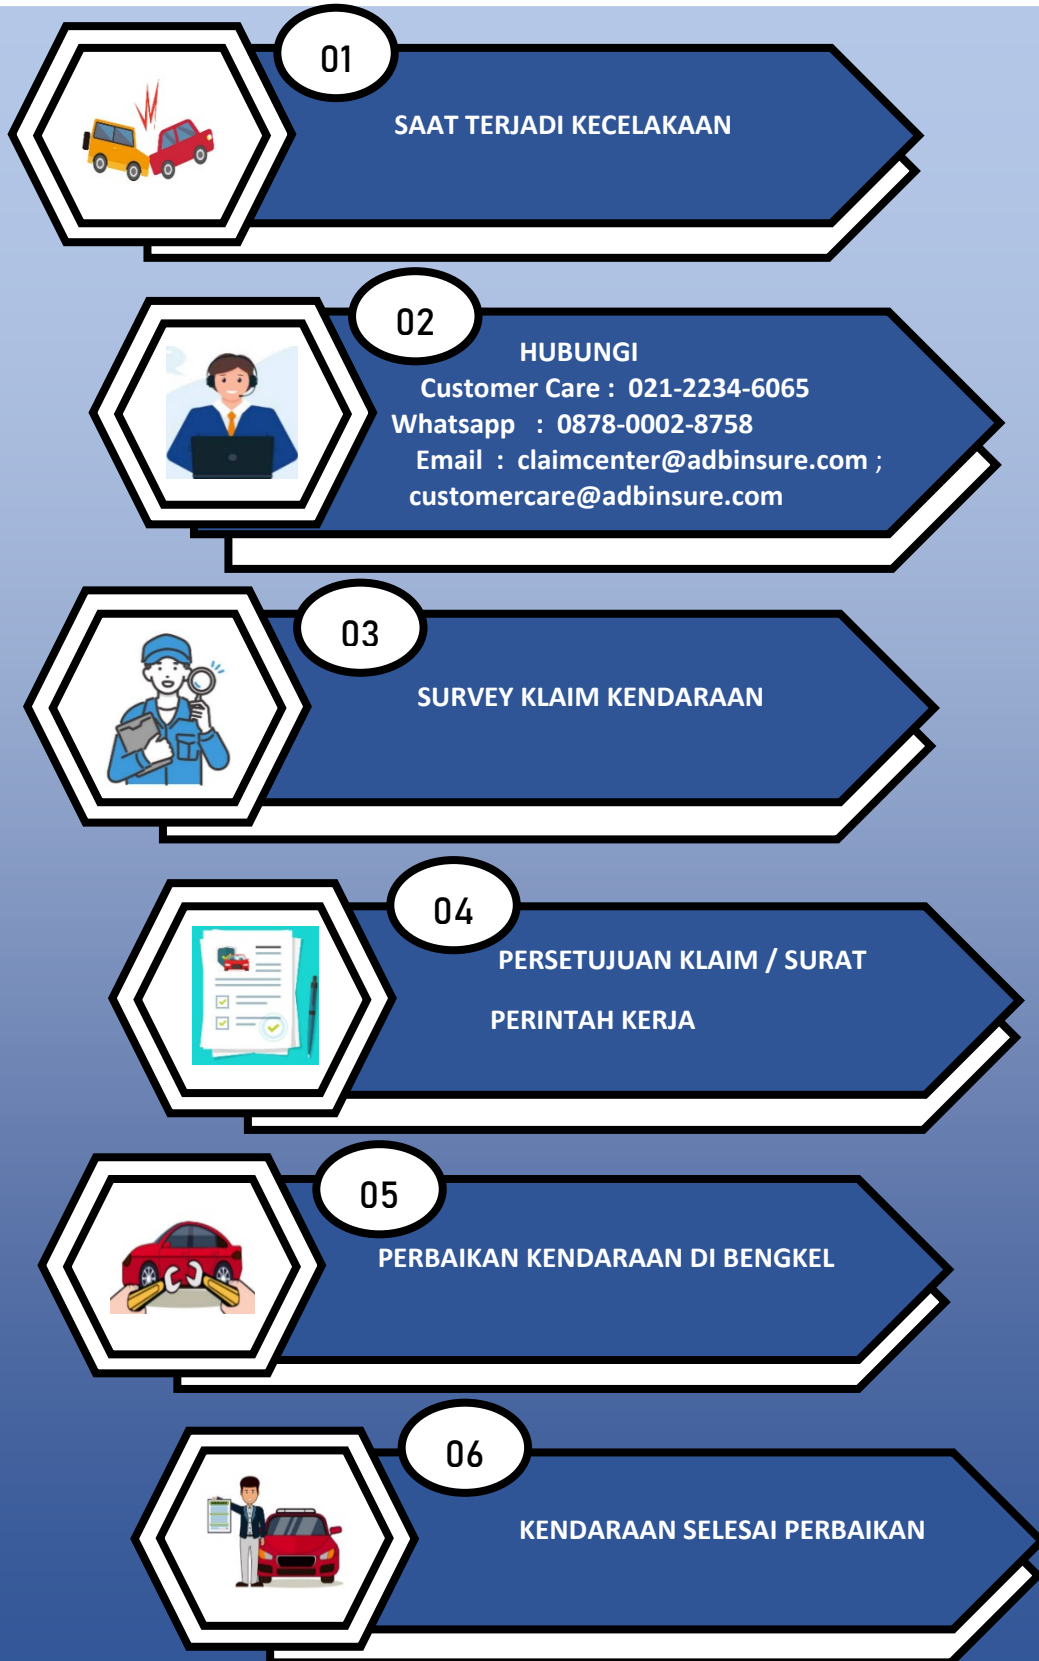 01
SAAT TERJADI KECELAKAAN
02
HUBUNGI
Customer Care : 021-2234-6065
Whatsapp : 0878-0002-8758
Email : claimcenter@adbinsure.com ;
customercare@adbinsure.com
03
SURVEY KLAIM KENDARAAN
04
PERSETUJUAN KLAIM / SURAT
PERINTAH KERJA
05
PERBAIKAN KENDARAAN DI BENGKEL
06
KENDARAAN SELESAI PERBAIKAN